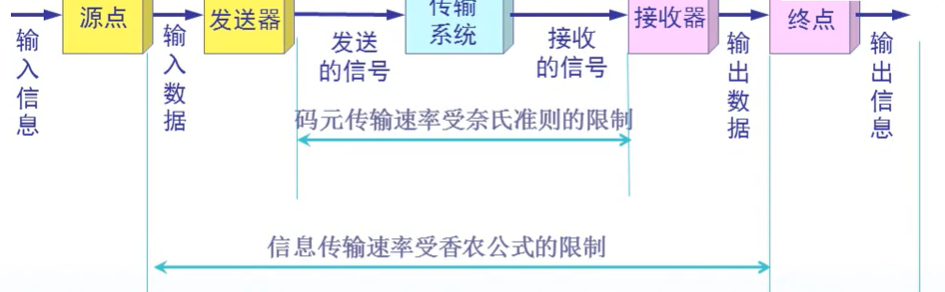 源点
发送器
传输
系统
接收器
终点
输入信息
输入数据
发送
的信号
接收
的信号
输出数据
输出信息
码元传输速率受奈氏准则的限制
信息传输速率受香农公式的限制